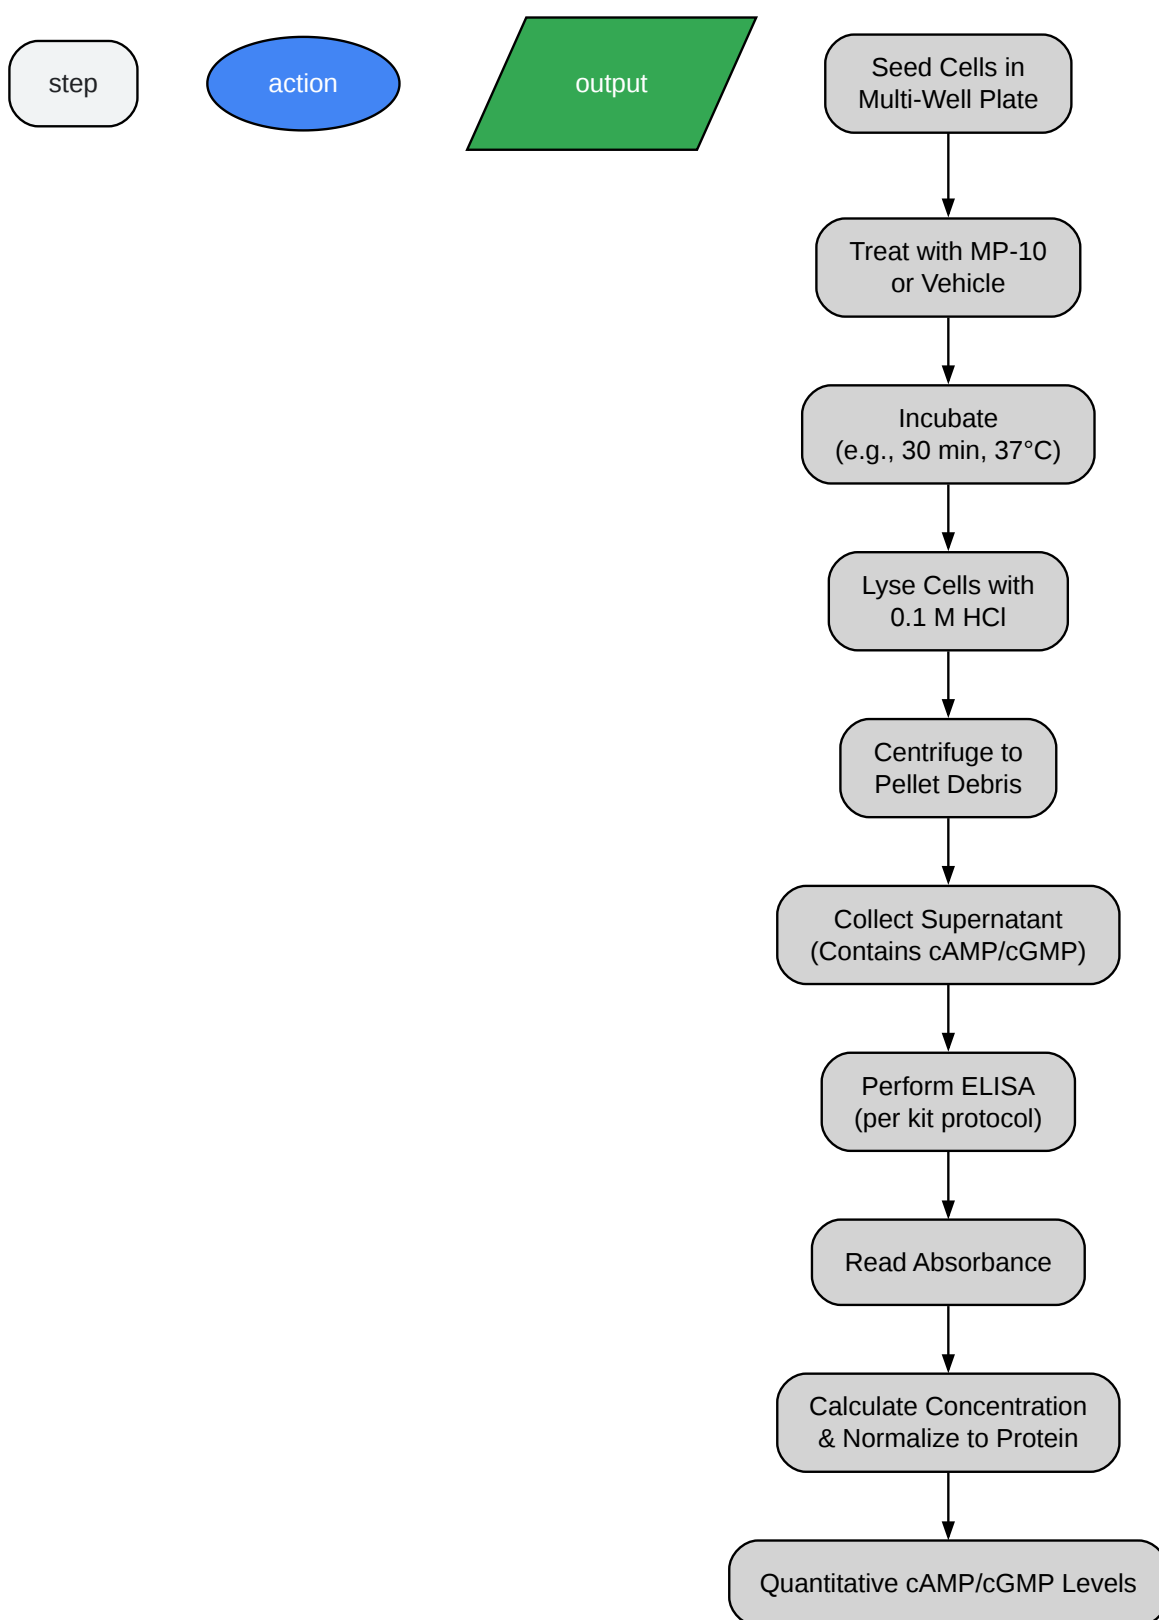 step
action
output
Seed Cells in
Multi-Well Plate
Treat with MP-10
or Vehicle
Incubate
(e.g., 30 min, 37°C)
Lyse Cells with
0.1 M HCl
Centrifuge to
Pellet Debris
Collect Supernatant
(Contains cAMP/cGMP)
Perform ELISA
(per kit protocol)
Read Absorbance
Calculate Concentration
& Normalize to Protein
Quantitative cAMP/cGMP Levels